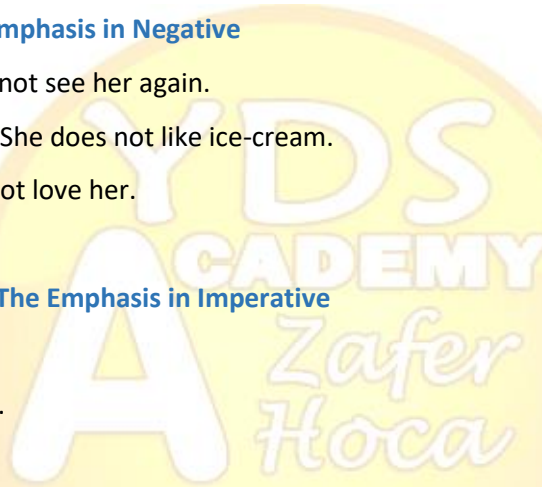 mphasis in Negative
not see her again.
She does not like ice-cream.
ot love her.
The Emphasis in Imperative
.
YDS
ACADEMY
Zafer
Hoca